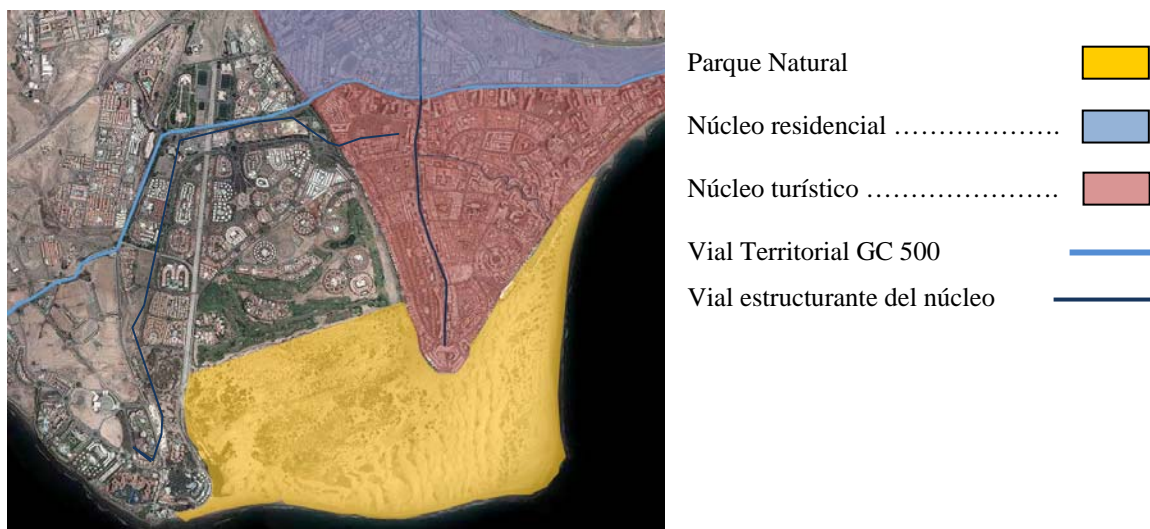 Parque Natural
Núcleo residencial ………………..
Núcleo turístico ………………….
Vial Territorial GC 500
Vial estructurante del núcleo